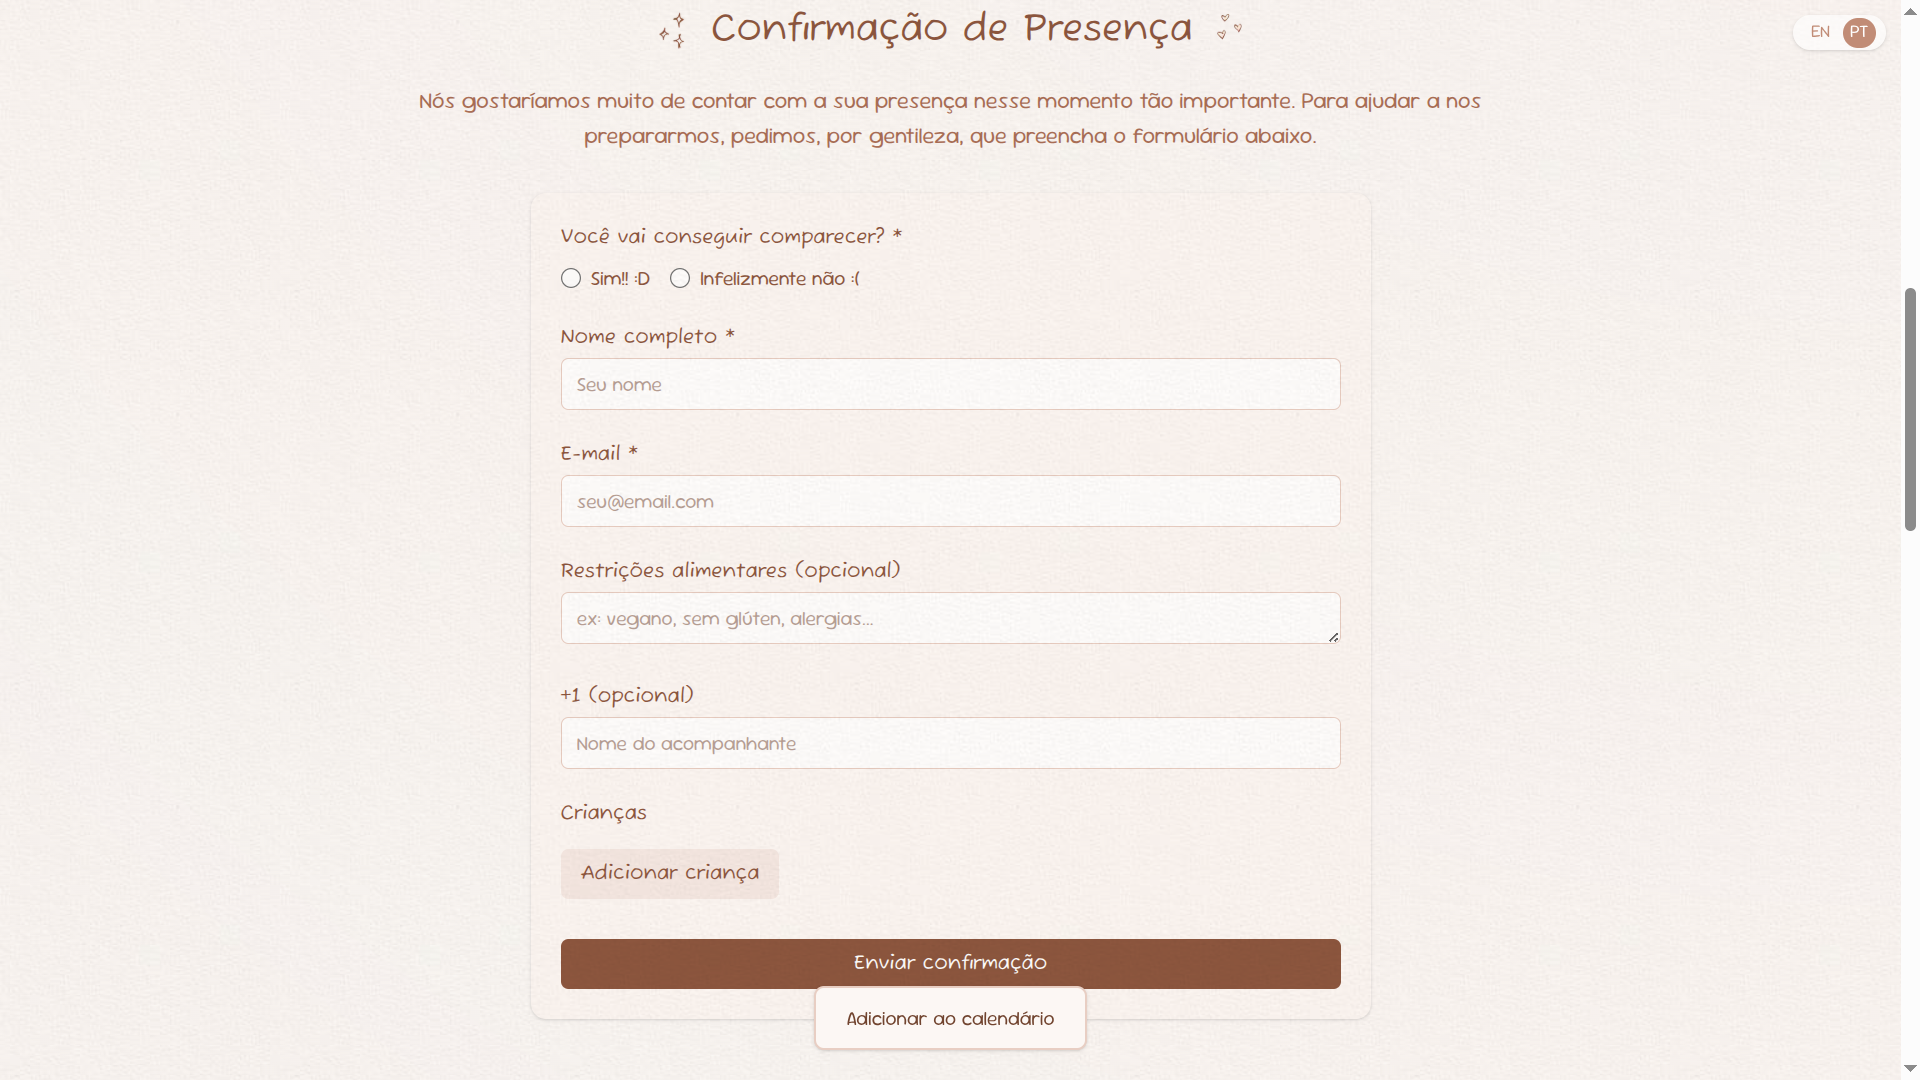 Confirmação de Presença
EN PT
Nós gostaríamos muito de contar com a sua presença nesse momento tão importante. Para ajudar a nos
prepararmos, pedimos, por gentileza, que preencha o formulário abaixo.
Você vai conseguir comparecer? *
Sim!! :D Infelizmente não :(
Nome completo *
Seu nome
E-mail *
seu@email.com
Restrições alimentares (opcional)
ex: vegano, sem glúten, alergias...
+1 (opcional)
Nome do acompanhante
Crianças
Adicionar criança
Enviar confirmação
Adicionar ao calendário